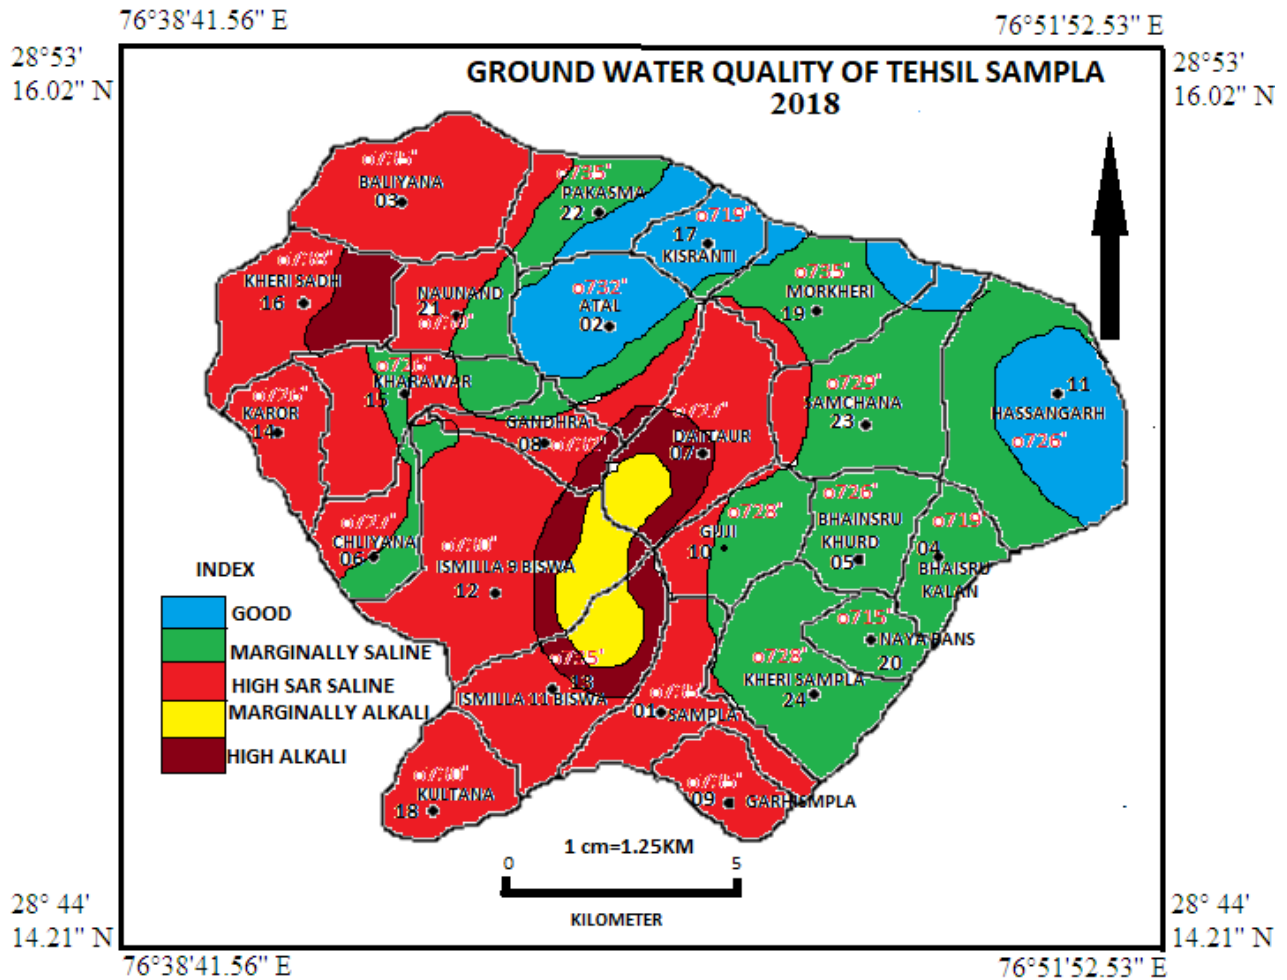 76°38'41.56" E
76°51'52.53" E
28°53'
16.02" N
28°53'
16.02" N
GROUND WATER QUALITY OF TEHSIL SAMPLA
2018
BALIYANA
03
o735"
PAKASMA
22
o719"
17
KISRANTI
KHERI SADH
16
NAUNAND
21
o732"
ATAL
02
o735"
MORKHERI
19
o726"
KHARAWAR
15
o726"
KAROR
14
GANDHRA
08
DATTAUR
07
o729"
SAMCHANA
23
11
HASSANGARH
o726"
CHLIYANA
06
ISMILLA 9 BISWA
12
o728"
GIJJI
10
o726"
BHAINSRU
KHURD
05
o719"
04
BHAISRU
KALAN
o715"
NAYA BANS
20
o728"
KHERI SAMPLA
24
13
ISMILLA 11 BISWA
01
SAMPLA
KULTANA
18
09
GARHISMPLA
INDEX
GOOD
MARGINALLY SALINE
HIGH SAR SALINE
MARGINALLY ALKALI
HIGH ALKALI
1 cm=1.25KM
0
5
KILOMETER
28° 44'
14.21" N
28° 44'
14.21" N
76°38'41.56" E
76°51'52.53" E